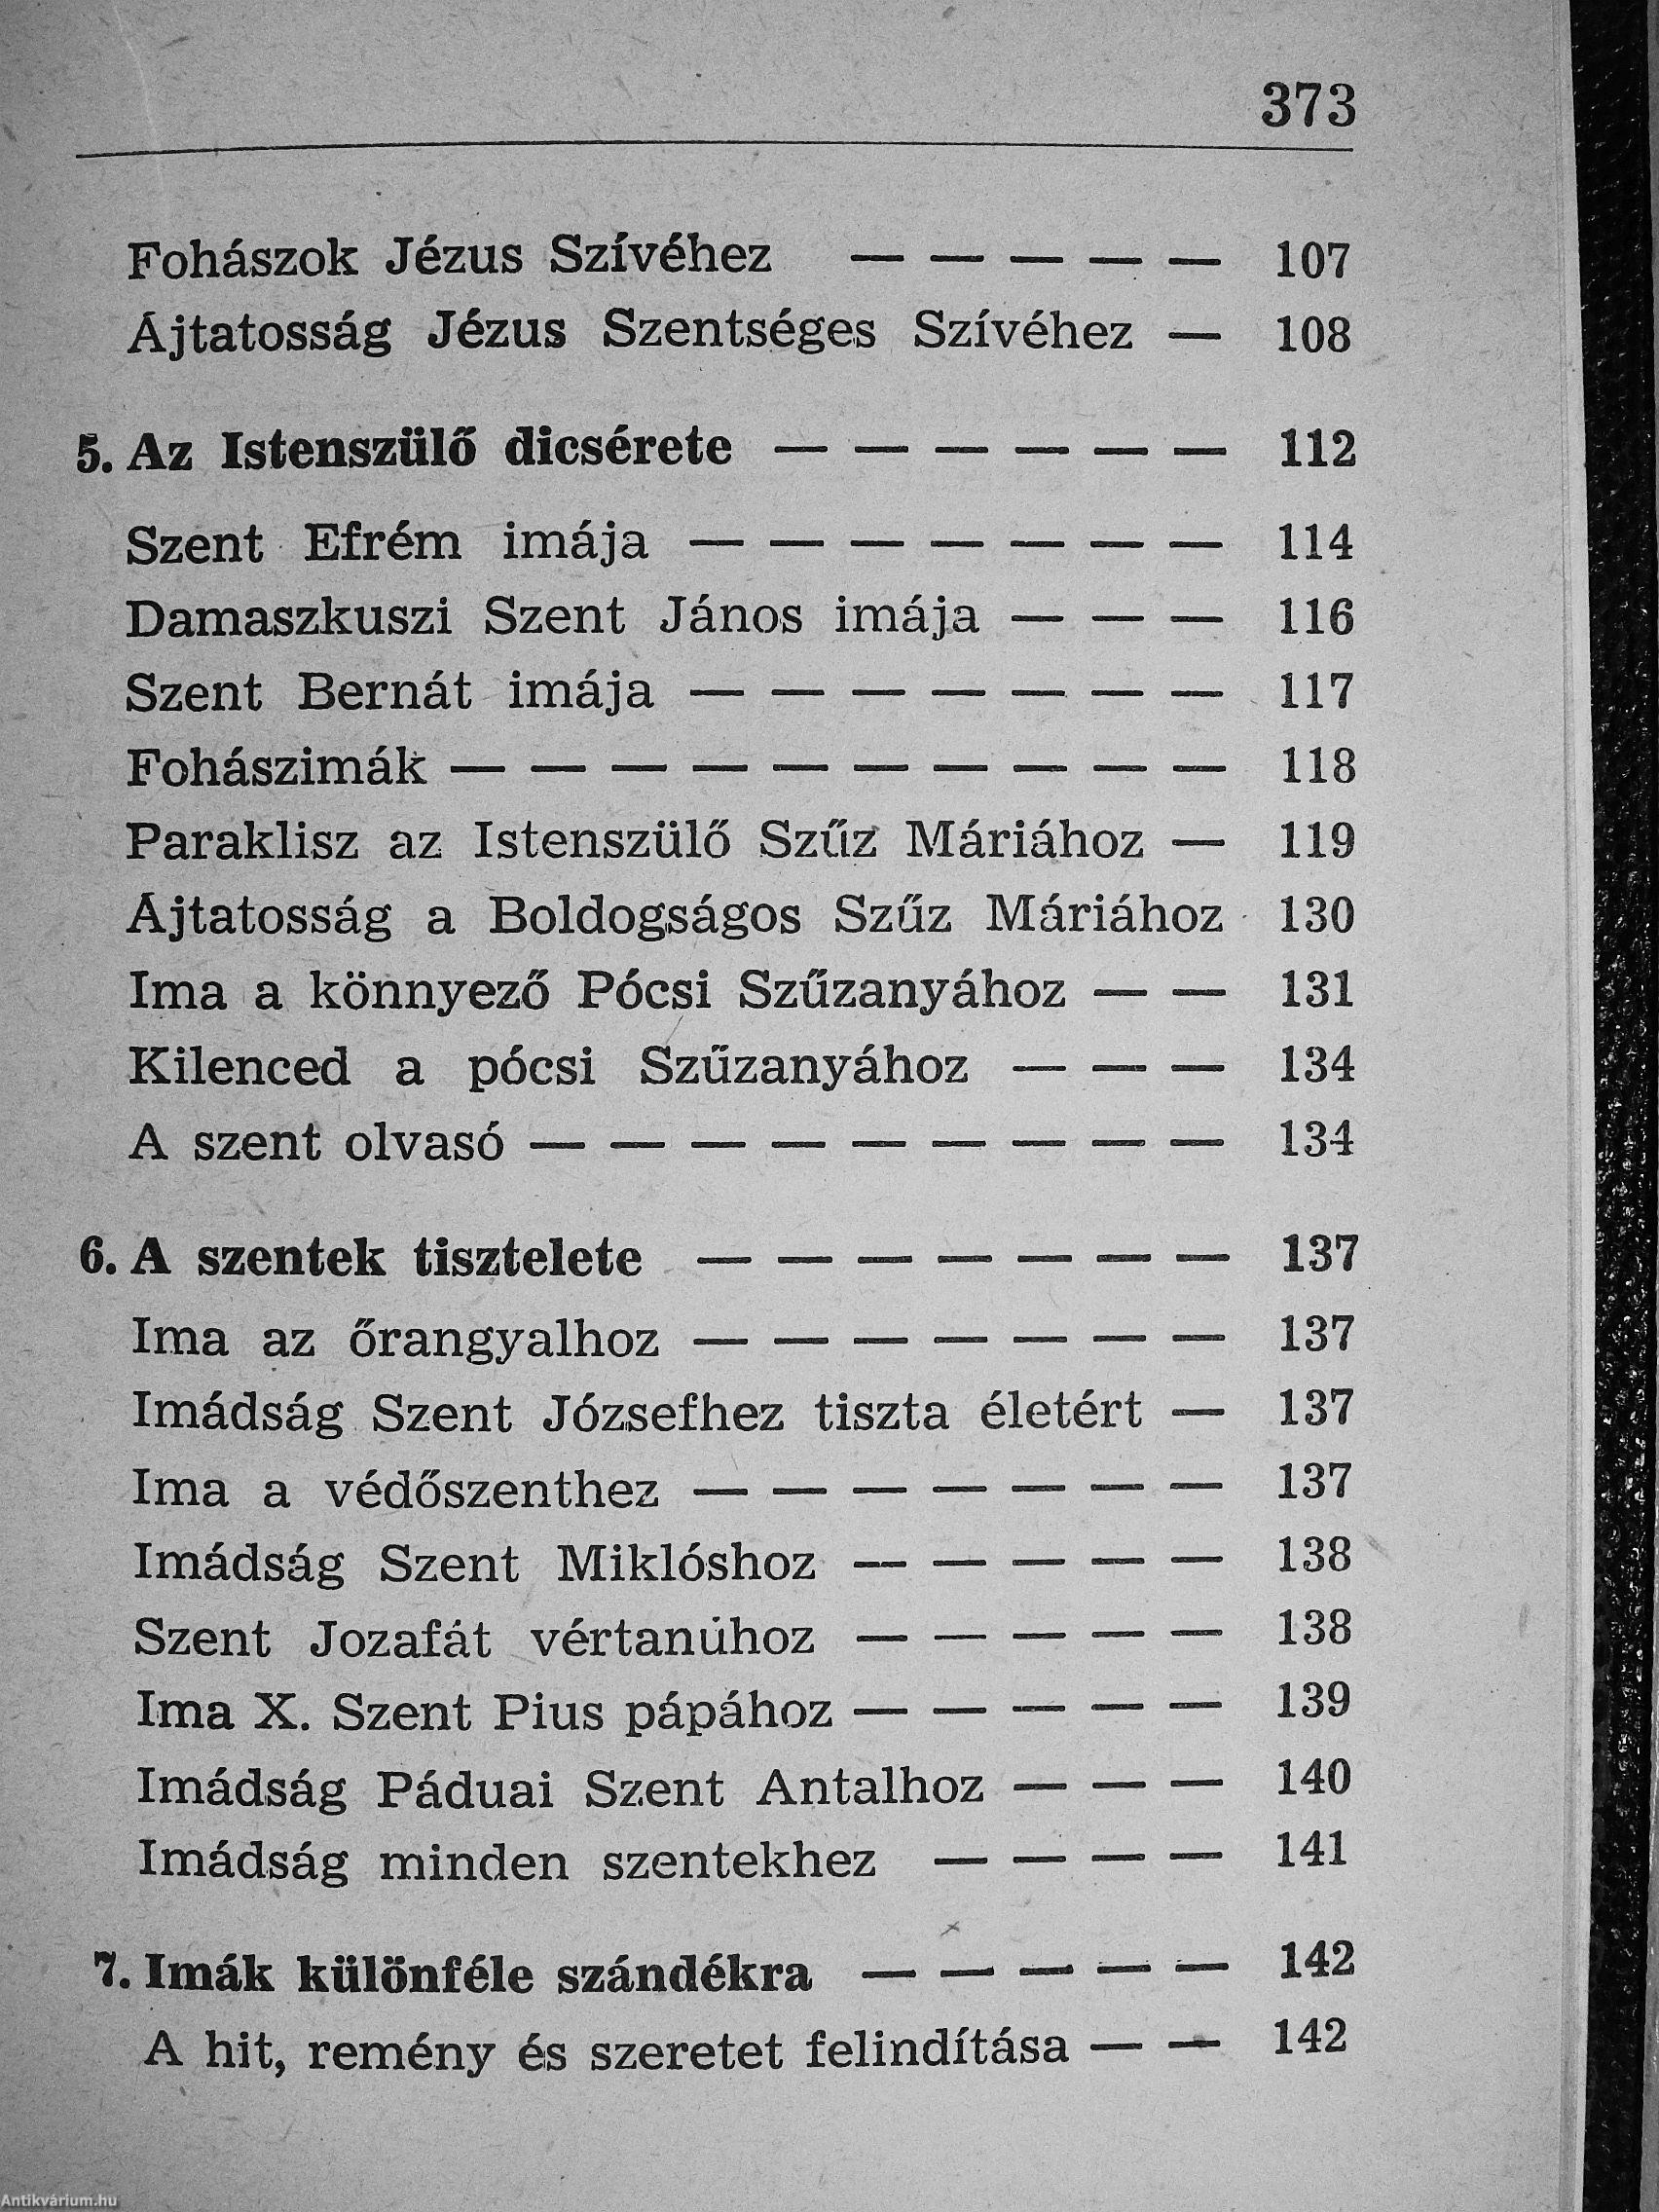 373
Fohászok Jézus Szívéhez — — — — — 107
Ájtatosság Jézus Szentséges Szívéhez — 108
5. Az Istenszülő dicsérete — — — — — — 112
Szent Efrém imája — — — — — — — 114
Damaszkuszi Szent János imája — — — 116
Szent Bernát imája — — — — — — — 117
Fohászimák — — — — — — — — — — 118
Paraklisz az Istenszülő Szűz Máriához — 119
Ájtatosság a Boldogságos Szűz Máriához 130
Ima a könnyező Pócsi Szűzanyához — — 131
Kilenced a pócsi Szűzanyához — — — 134
A szent olvasó — — — — — — — — — 134
6. A szentek tisztelete — — — — — — — 137
Ima az őrangyalhoz — — — — — — — 137
Imádság Szent Józsefhez tiszta életért — 137
Ima a védőszenthez — — — — — — — 137
Imádság Szent Miklóshoz — — — — — 138
Szent Jozafát vértanúhoz — — — — — 138
Ima X. Szent Pius pápához — — — — — 139
Imádság Páduai Szent Antalhoz — — — 140
Imádság minden szentekhez — — — — 141
7. Imák különféle szándékra — — — — — 142
A hit, remény és szeretet felindítása — — 142
Antikvárium.hu